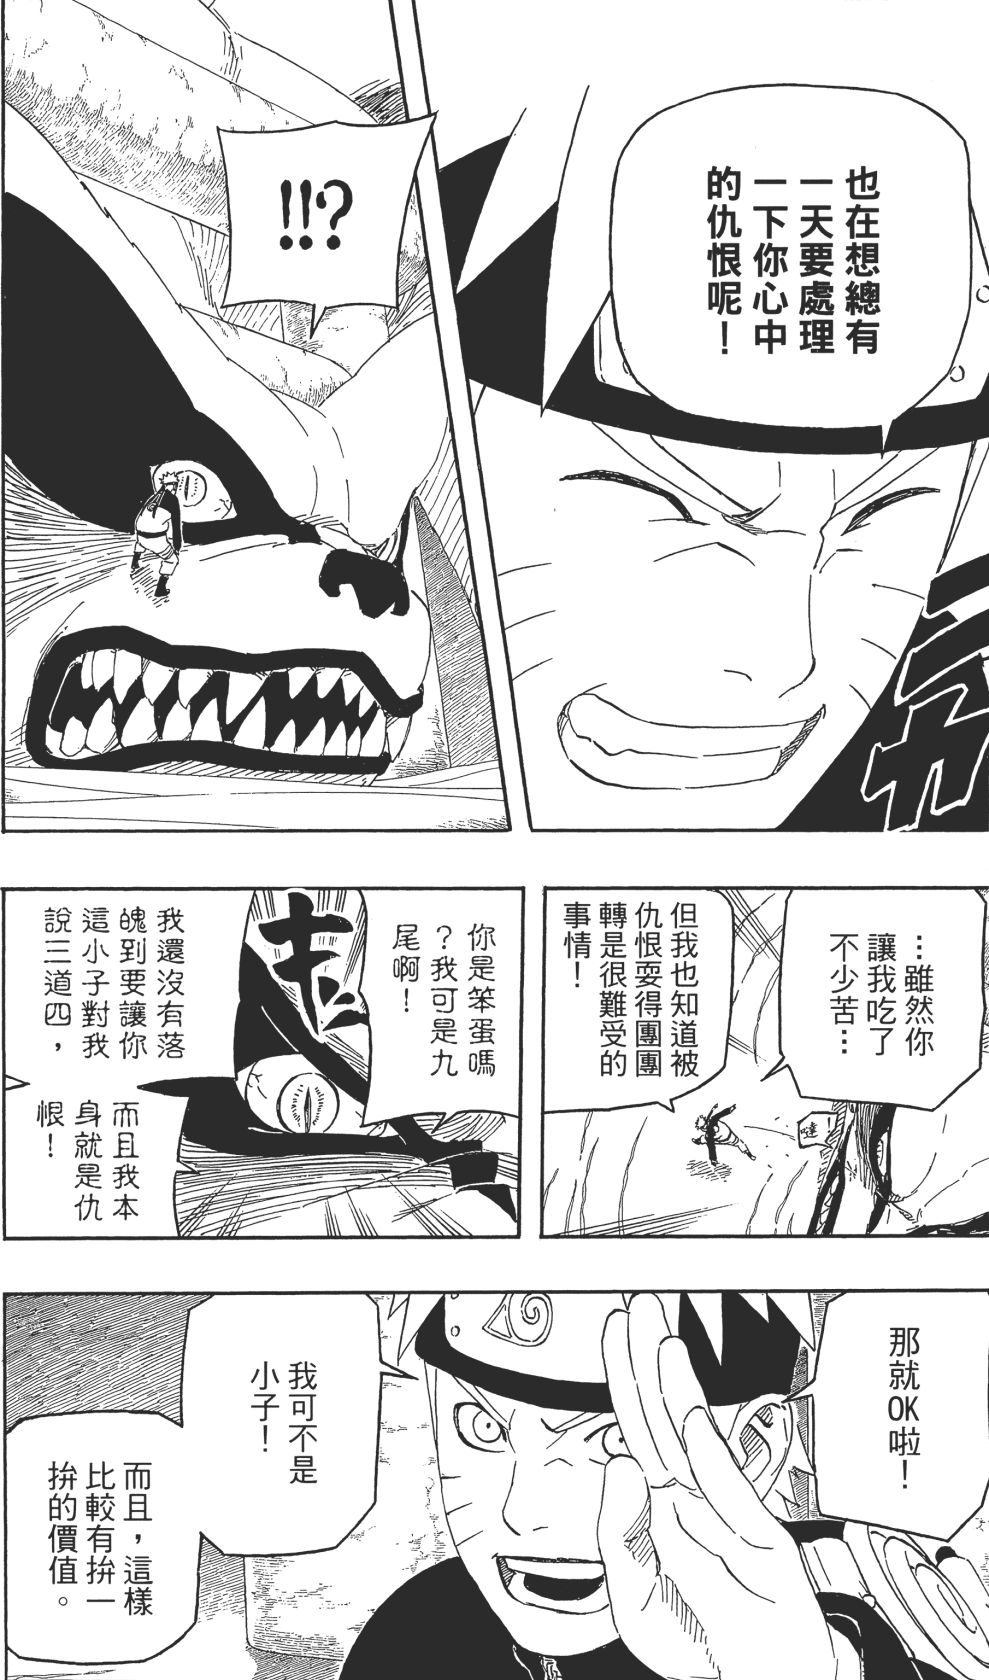 也在想總有
一天要處理
一下你心中
的仇恨呢！
!!?
…雖然你
讓我吃了
不少苦…
噠！
但我也知道被
仇恨耍得團團
轉是很難受的
事情！
你是笨蛋嗎
？我可是九
尾啊！
我還沒有落
魄到要讓你
這小子對我
說三道四，
而且我本
身就是仇
恨！
那就OK啦！
我可不是
小子！
而且，這樣
比較有拚一
拚的價值。